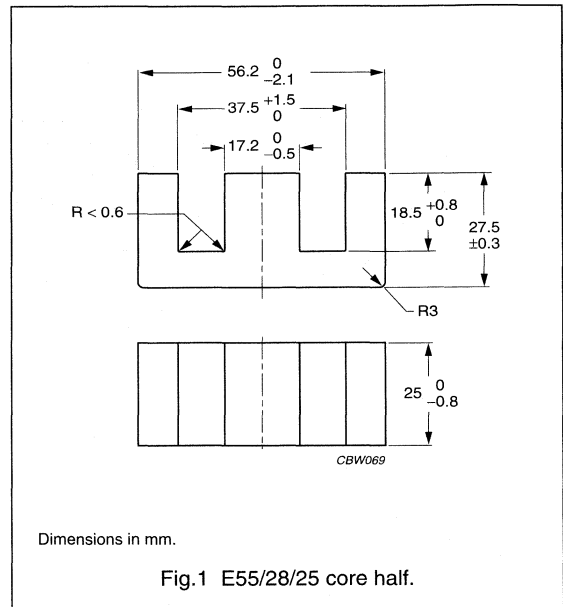 56.2 0 −2.1
37.5 +1.5 0
17.2 0 −0.5
R < 0.6
18.5 +0.8 0
27.5 ±0.3
R3
25 0 −0.8
CBW069
Dimensions in mm.
Fig.1 E55/28/25 core half.